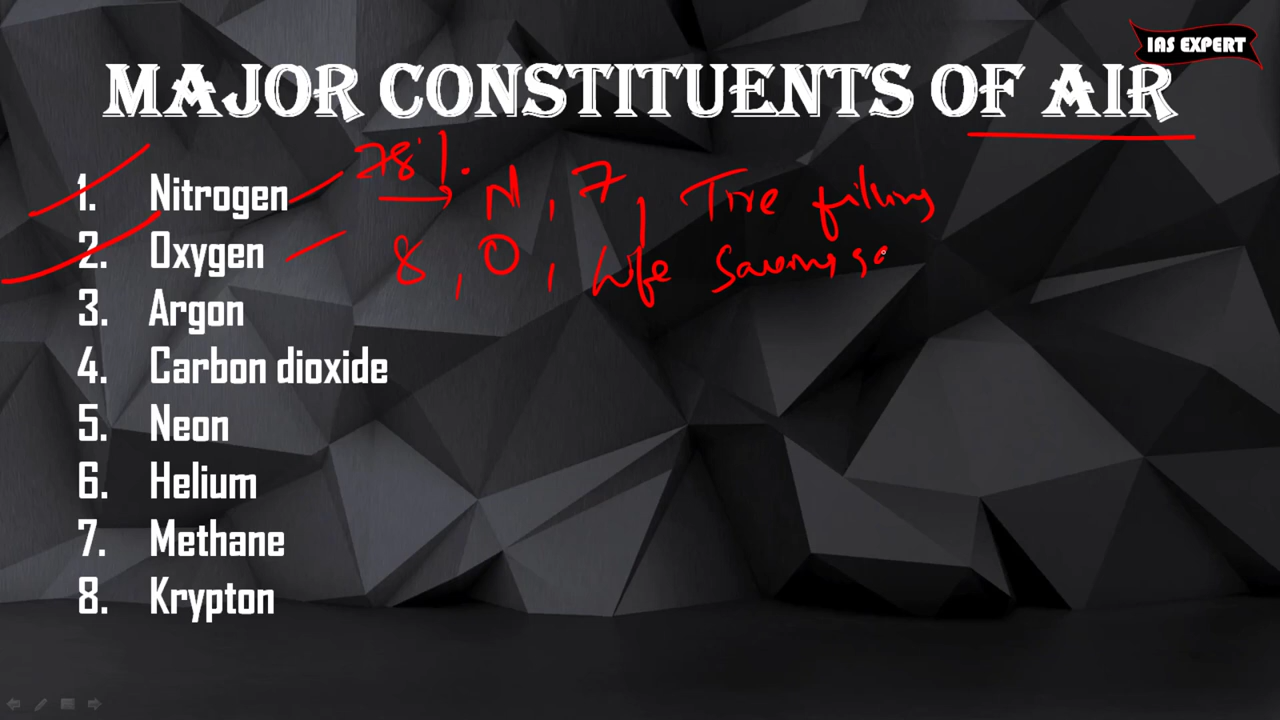 IAS EXPERT
MAJOR CONSTITUENTS OF AIR
78%
1. Nitrogen → N, 7, Tire filling
2. Oxygen 8, O, Life Saving
3. Argon
4. Carbon dioxide
5. Neon
6. Helium
7. Methane
8. Krypton